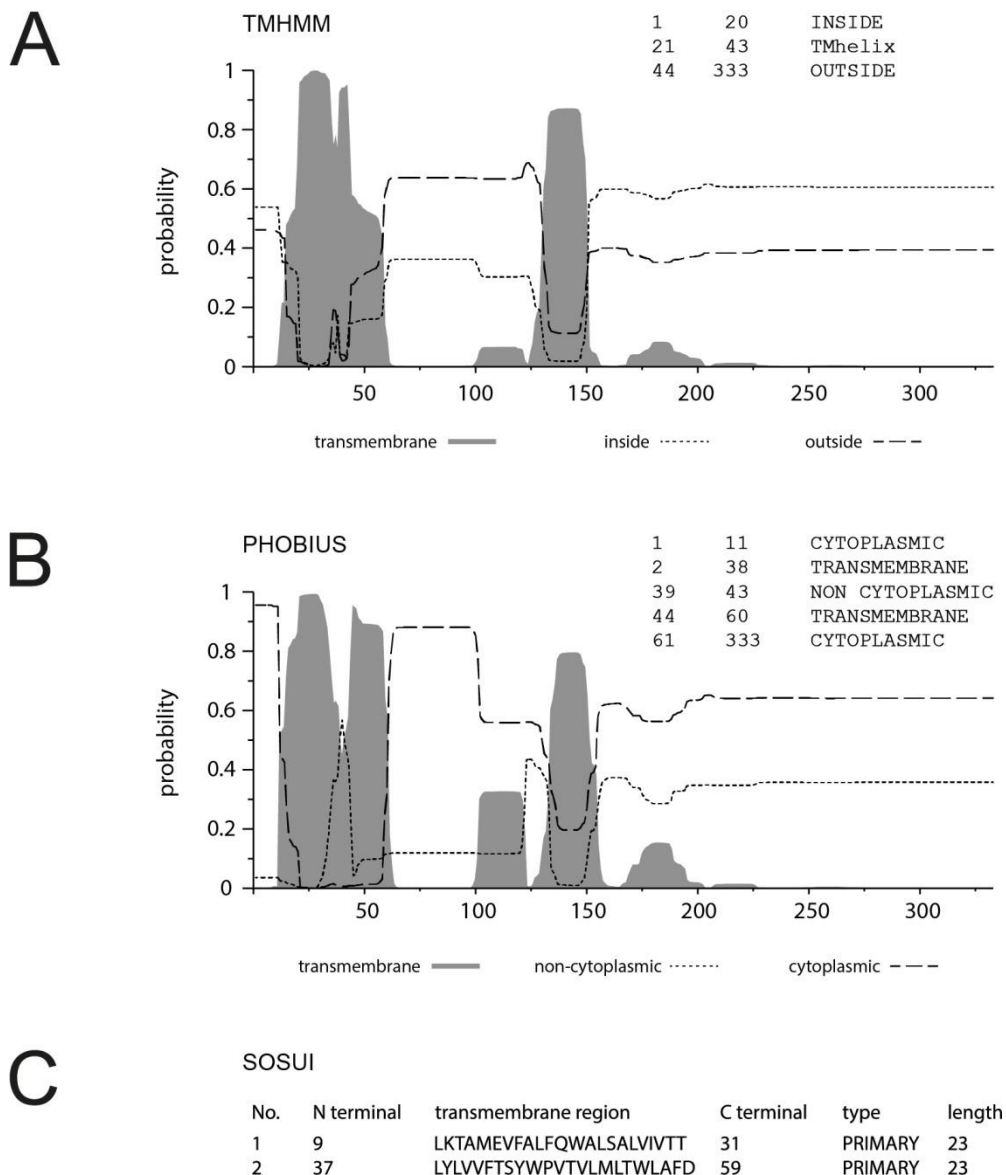 A
TMHMM
1 20 INSIDE
21 43 TMhelix
44 333 OUTSIDE
probability
1
0.8
0.6
0.4
0.2
0
50 100 150 200 250 300
transmembrane inside outside
B
PHOBIUS
1 11 CYTOPLASMIC
2 38 TRANSMEMBRANE
39 43 NON CYTOPLASMIC
44 60 TRANSMEMBRANE
61 333 CYTOPLASMIC
probability
1
0.8
0.6
0.4
0.2
0
50 100 150 200 250 300
transmembrane non-cytoplasmic cytoplasmic
C
SOSUI
No. N terminal transmembrane region C terminal type length
1 9 LKTAMEVFALFQWALSALVIVTT 31 PRIMARY 23
2 37 LYLVVFTSYWPVTVLMLTWLAFD 59 PRIMARY 23